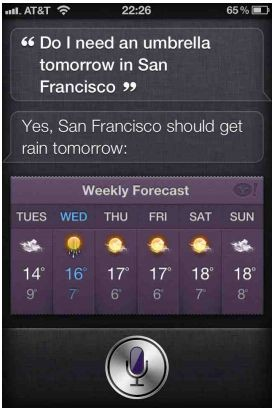 AT&T 22:26 65%
“ Do I need an umbrella
tomorrow in San
Francisco ”
Yes, San Francisco should get
rain tomorrow:
Weekly Forecast
TUES WED THU FRI SAT SUN
14° 16° 17° 17° 18° 18°
9° 7° 6° 6° 7° 8°